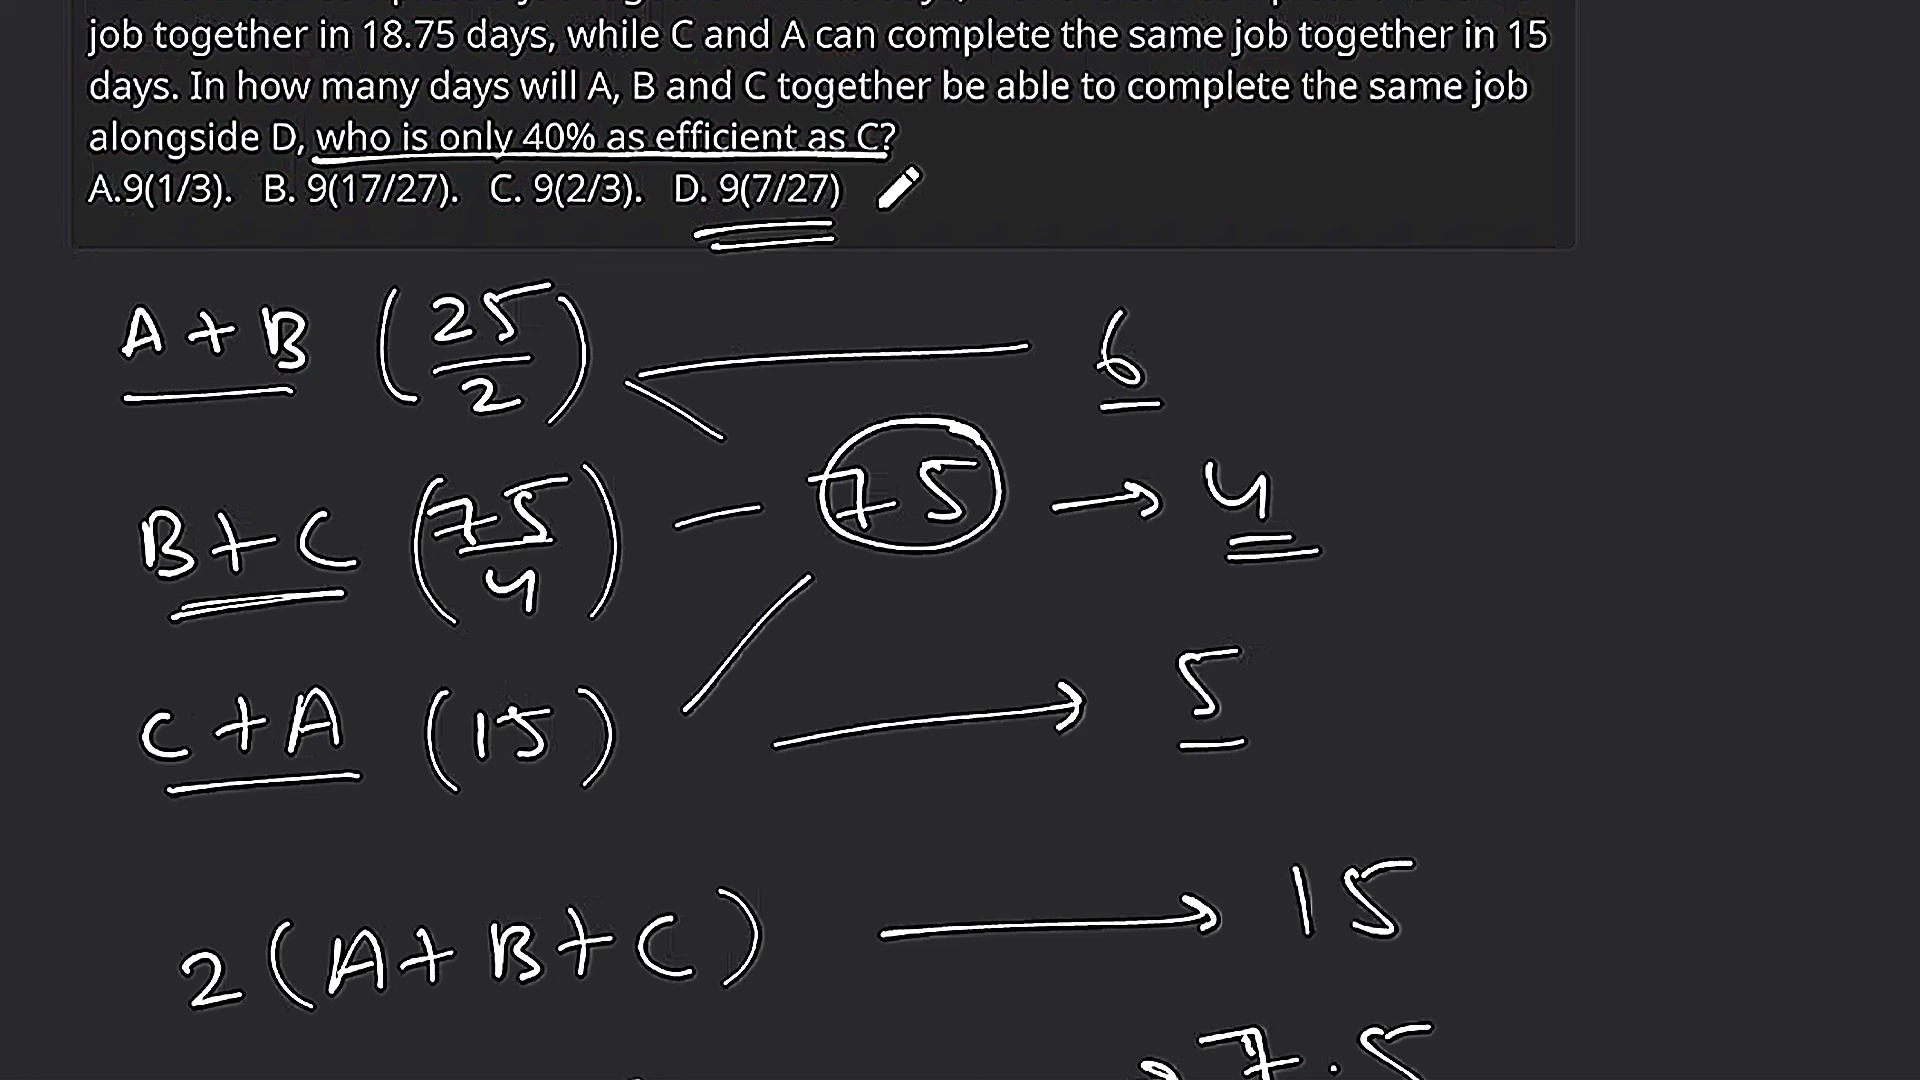 job together in 18.75 days, while C and A can complete the same job together in 15
days. In how many days will A, B and C together be able to complete the same job
alongside D, who is only 40% as efficient as C?
A.9(1/3). B. 9(17/27). C. 9(2/3). D. 9(7/27)
A + B (25/2) 6
B + C (75/4) - 75 → 4
C + A (15) → 5
2 (A + B + C) → 15
7.5